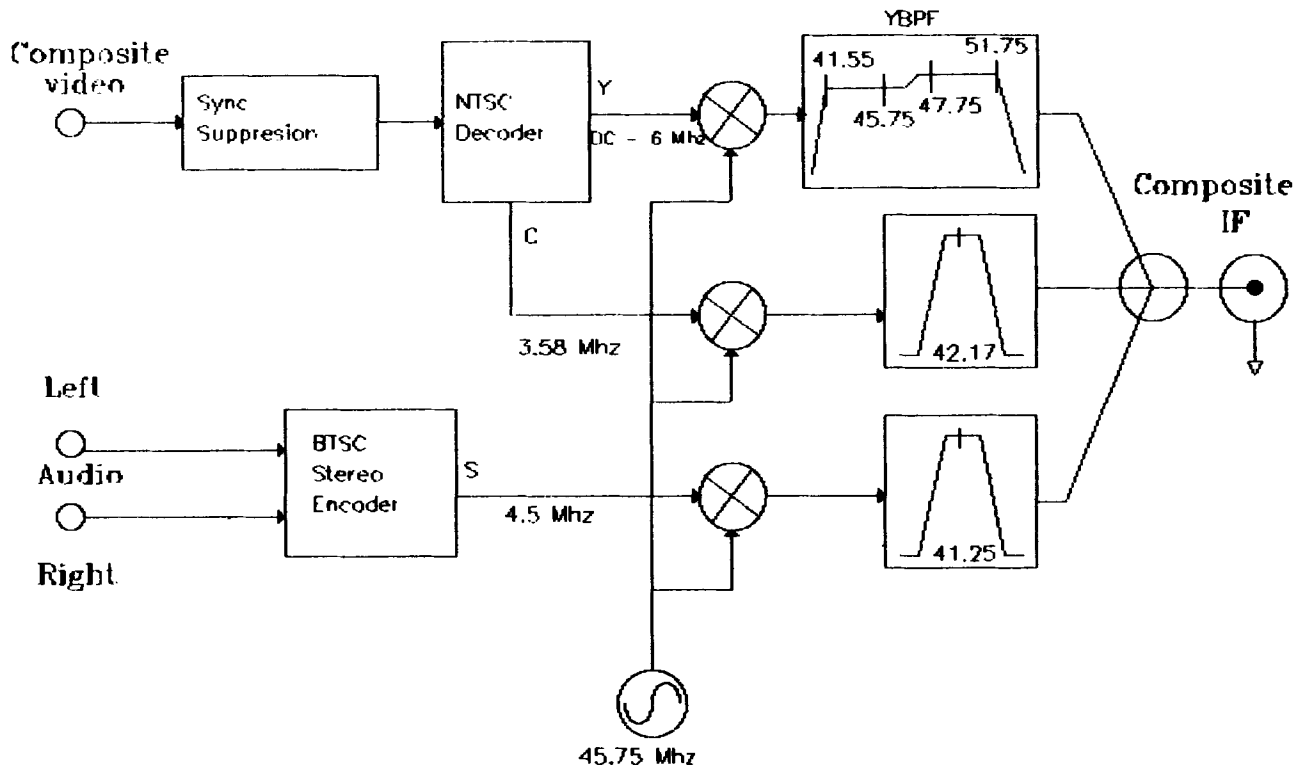 YBPF
Composite
video
Sync
Suppresion
NTSC
Decoder
Y
DC - 6 Mhz
41.55
51.75
45.75
47.75
Composite
IF
C
3.58 Mhz
42.17
Left
Audio
Right
BTSC
Stereo
Encoder
S
4.5 Mhz
41.25
45.75 Mhz